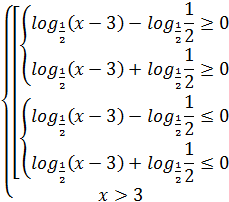 log_{1/2}(x − 3) − log_{1/2} 1/2 ≥ 0
log_{1/2}(x − 3) + log_{1/2} 1/2 ≥ 0
log_{1/2}(x − 3) − log_{1/2} 1/2 ≤ 0
log_{1/2}(x − 3) + log_{1/2} 1/2 ≤ 0
x > 3